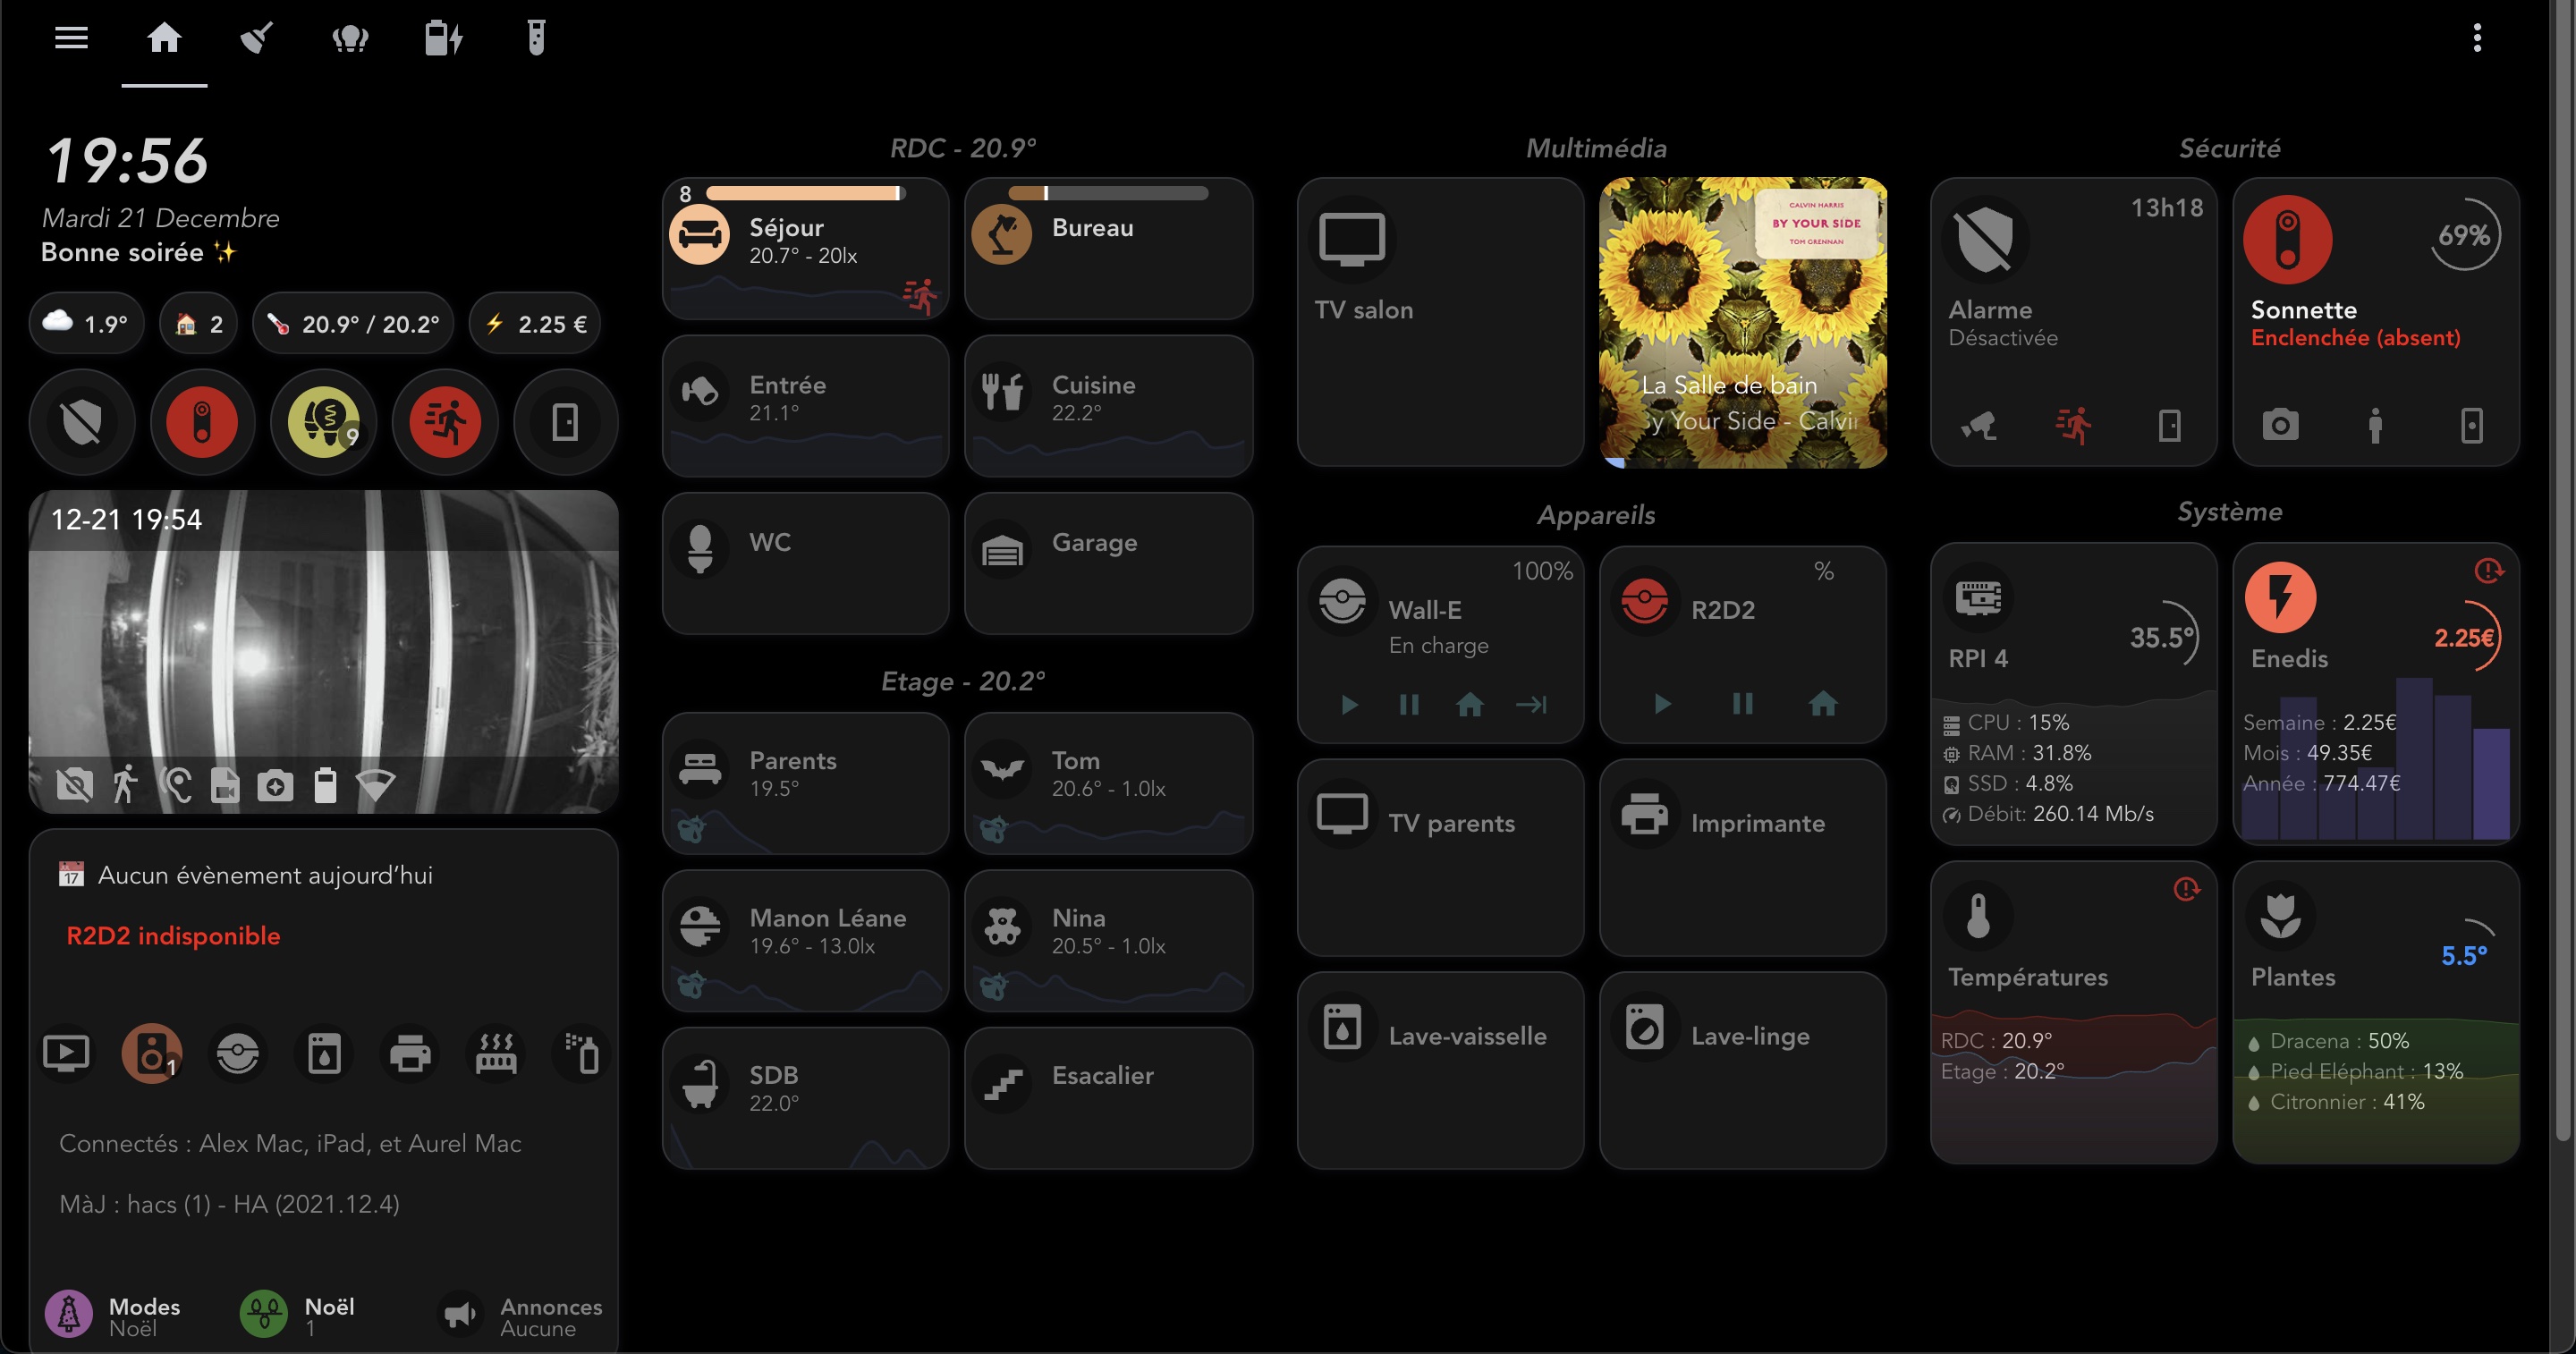 19:56
Mardi 21 Decembre
Bonne soirée ✨
1.9°
2
20.9° / 20.2°
2.25 €
9
12-21 19:54
17
Aucun évènement aujourd’hui
R2D2 indisponible
1
Connectés : Alex Mac, iPad, et Aurel Mac
MàJ : hacs (1) - HA (2021.12.4)
Modes
Noël
Noël
1
Annonces
Aucune
RDC - 20.9°
8
Séjour
20.7° - 20lx
Bureau
Entrée
21.1°
Cuisine
22.2°
WC
Garage
Etage - 20.2°
Parents
19.5°
Tom
20.6° - 1.0lx
Manon Léane
19.6° - 13.0lx
Nina
20.5° - 1.0lx
SDB
22.0°
Esacalier
Multimédia
TV salon
CALVIN HARRIS
BY YOUR SIDE
TOM GRENNAN
La Salle de bain
y Your Side - Calvi
Appareils
100%
Wall-E
En charge
%
R2D2
TV parents
Imprimante
Lave-vaisselle
Lave-linge
Sécurité
13h18
Alarme
Désactivée
69%
Sonnette
Enclenchée (absent)
Système
35.5°
RPI 4
CPU : 15%
RAM : 31.8%
SSD : 4.8%
Débit: 260.14 Mb/s
2.25€
Enedis
Semaine : 2.25€
Mois : 49.35€
Année : 774.47€
Températures
RDC : 20.9°
Etage : 20.2°
5.5°
Plantes
Dracena : 50%
Pied Eléphant : 13%
Citronnier : 41%